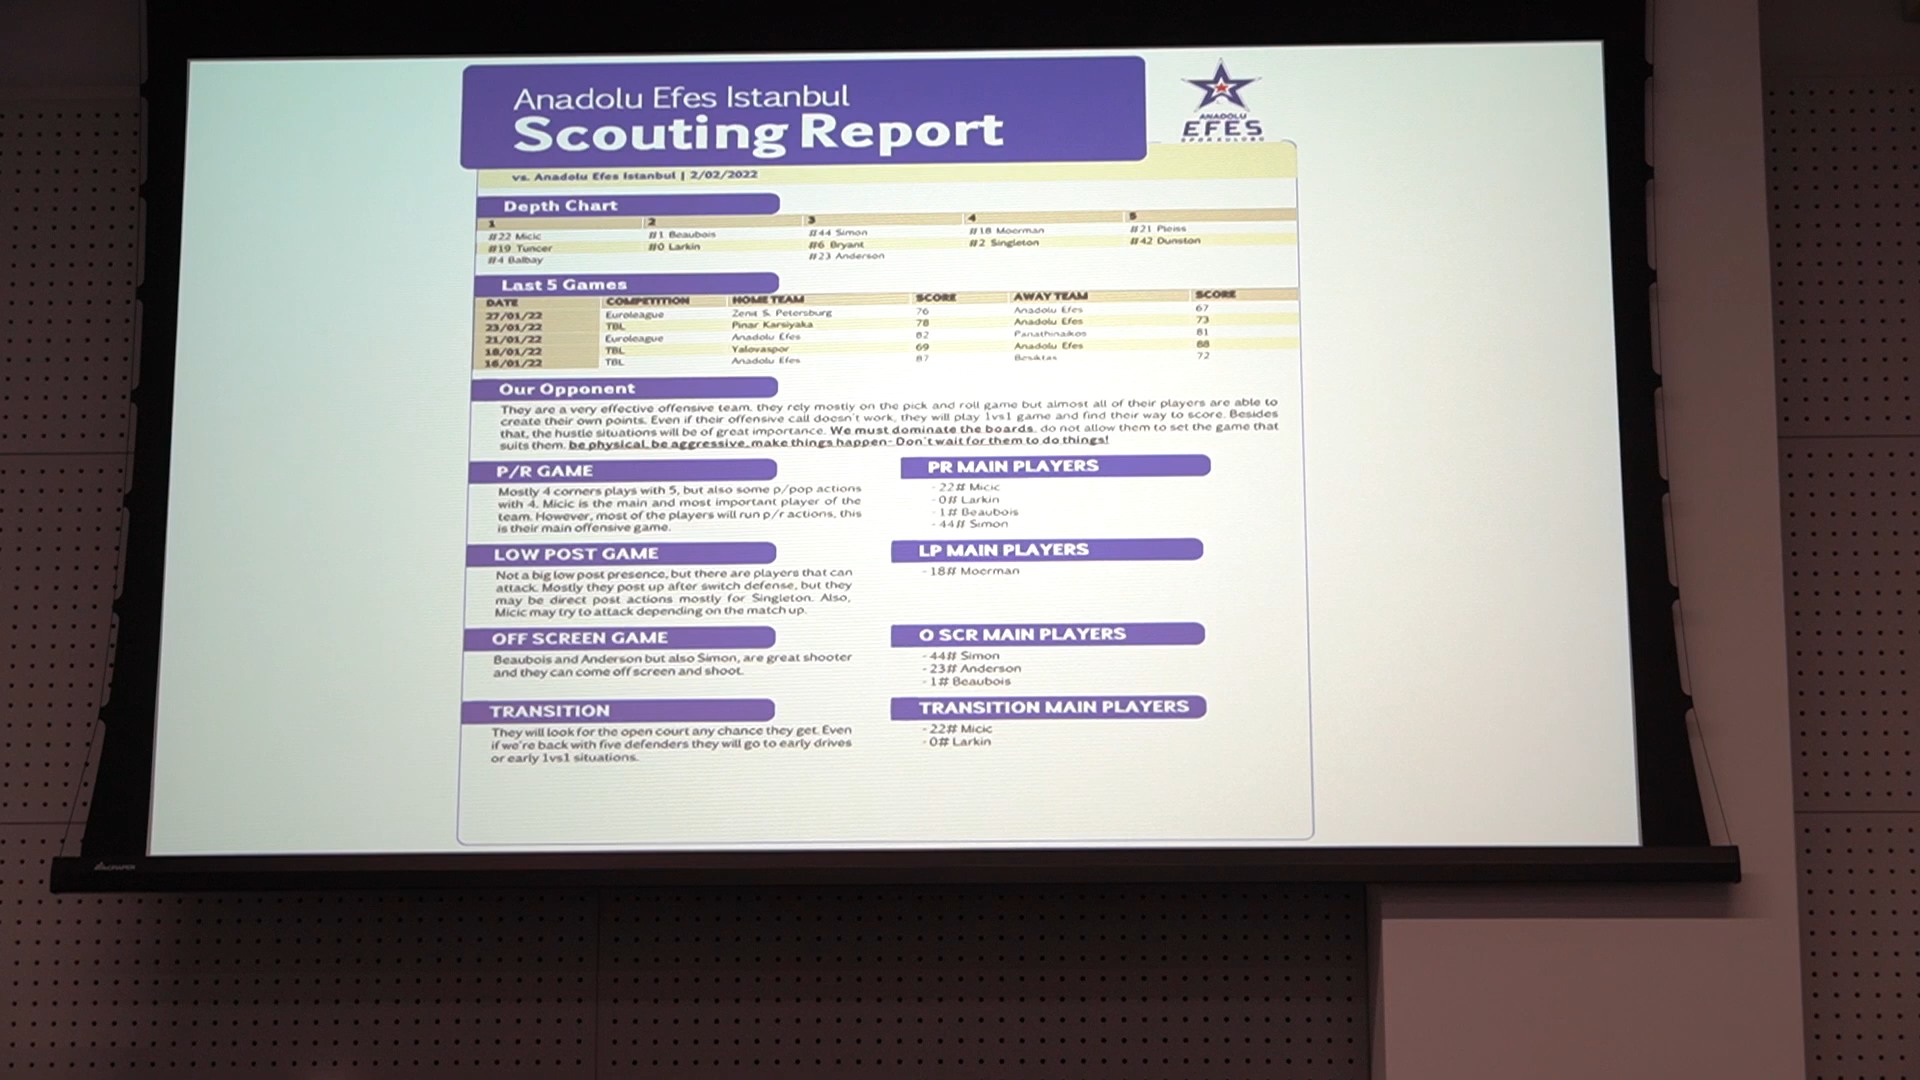 Anadolu Efes Istanbul
Scouting Report
ANADOLU
EFES
vs. Anadolu Efes Istanbul | 2/02/2022
Depth Chart
1 2 3 4 5
#22 Micic #1 Beaubois #44 Simon #18 Moerman #21 Pleiss
#19 Tuncer #0 Larkin #6 Bryant #2 Singleton #42 Dunston
#4 Balbay #23 Anderson
Last 5 Games
DATE COMPETITION HOME TEAM SCORE AWAY TEAM SCORE
27/01/22 Euroleague Zenit S. Petersburg 76 Anadolu Efes 67
23/01/22 TBL Pinar Karsiyaka 78 Anadolu Efes 73
21/01/22 Euroleague Anadolu Efes 82 Panathinaikos 81
18/01/22 TBL Yalovaspor 69 Anadolu Efes 88
16/01/22 TBL Anadolu Efes 87 Besiktas 72
Our Opponent
They are a very effective offensive team, they rely mostly on the pick and roll game but almost all of their players are able to
create their own points. Even if their offensive call doesn't work, they will play 1vs1 game and find their way to score. Besides
that, the hustle situations will be of great importance. We must dominate the boards, do not allow them to set the game that
suits them, be physical, be aggressive, make things happen- Don't wait for them to do things!
P/R GAME
Mostly 4 corners plays with 5, but also some p/pop actions
with 4. Micic is the main and most important player of the
team. However, most of the players will run p/r actions, this
is their main offensive game.
PR MAIN PLAYERS
- 22# Micic
- 0# Larkin
- 1# Beaubois
- 44# Simon
LOW POST GAME
Not a big low post presence, but there are players that can
attack. Mostly they post up after switch defense, but they
may be direct post actions mostly for Singleton. Also,
Micic may try to attack depending on the match up.
LP MAIN PLAYERS
- 18# Moerman
OFF SCREEN GAME
Beaubois and Anderson but also Simon, are great shooter
and they can come off screen and shoot.
O SCR MAIN PLAYERS
- 44# Simon
- 23# Anderson
- 1# Beaubois
TRANSITION
They will look for the open court any chance they get. Even
if we're back with five defenders they will go to early drives
or early 1vs1 situations.
TRANSITION MAIN PLAYERS
- 22# Micic
- 0# Larkin